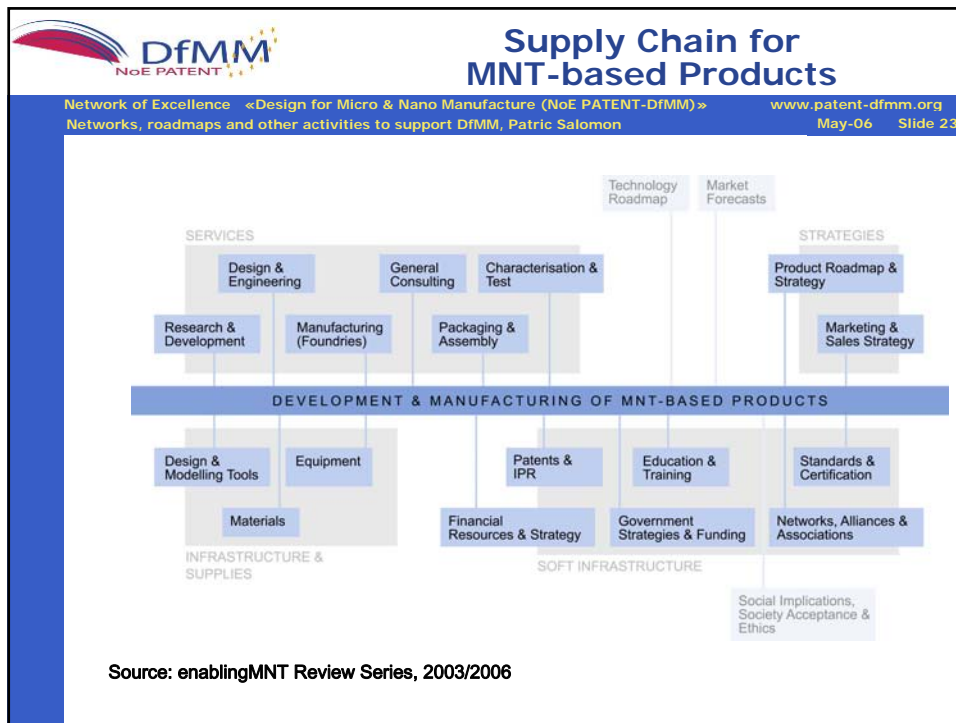 DfMM
NoE PATENT
Supply Chain for
MNT-based Products
Network of Excellence «Design for Micro & Nano Manufacture (NoE PATENT-DfMM)» www.patent-dfmm.org
Networks, roadmaps and other activities to support DfMM, Patric Salomon May-06 Slide 23
Technology
Roadmap
Market
Forecasts
SERVICES
STRATEGIES
Design &
Engineering
General
Consulting
Characterisation &
Test
Product Roadmap &
Strategy
Research &
Development
Manufacturing
(Foundries)
Packaging &
Assembly
Marketing &
Sales Strategy
DEVELOPMENT & MANUFACTURING OF MNT-BASED PRODUCTS
Design &
Modelling Tools
Equipment
Patents &
IPR
Education &
Training
Standards &
Certification
Materials
Financial
Resources & Strategy
Government
Strategies & Funding
Networks, Alliances &
Associations
INFRASTRUCTURE &
SUPPLIES
SOFT INFRASTRUCTURE
Social Implications,
Society Acceptance &
Ethics
Source: enablingMNT Review Series, 2003/2006